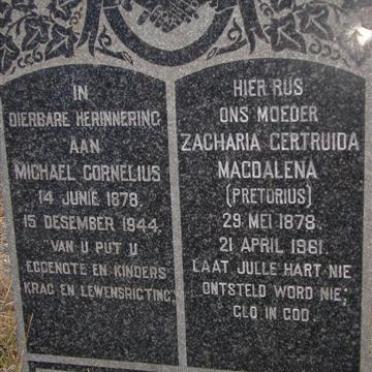 IN
DIERBARE HERINNERING
AAN
MICHAEL CORNELIUS
14 JUNIE 1878.
15 DESEMBER 1944.
VAN U PUT U
EGGENOTE EN KINDERS
KRAG EN LEWENSRIGTING.
HIER RUS
ONS MOEDER
ZACHARIA GERTRUIDA
MAGDALENA
(PRETORIUS)
29 MEI 1878.
21 APRIL 1961.
LAAT JULLE HART NIE
ONTSTELD WORD NIE;
GLO IN GOD